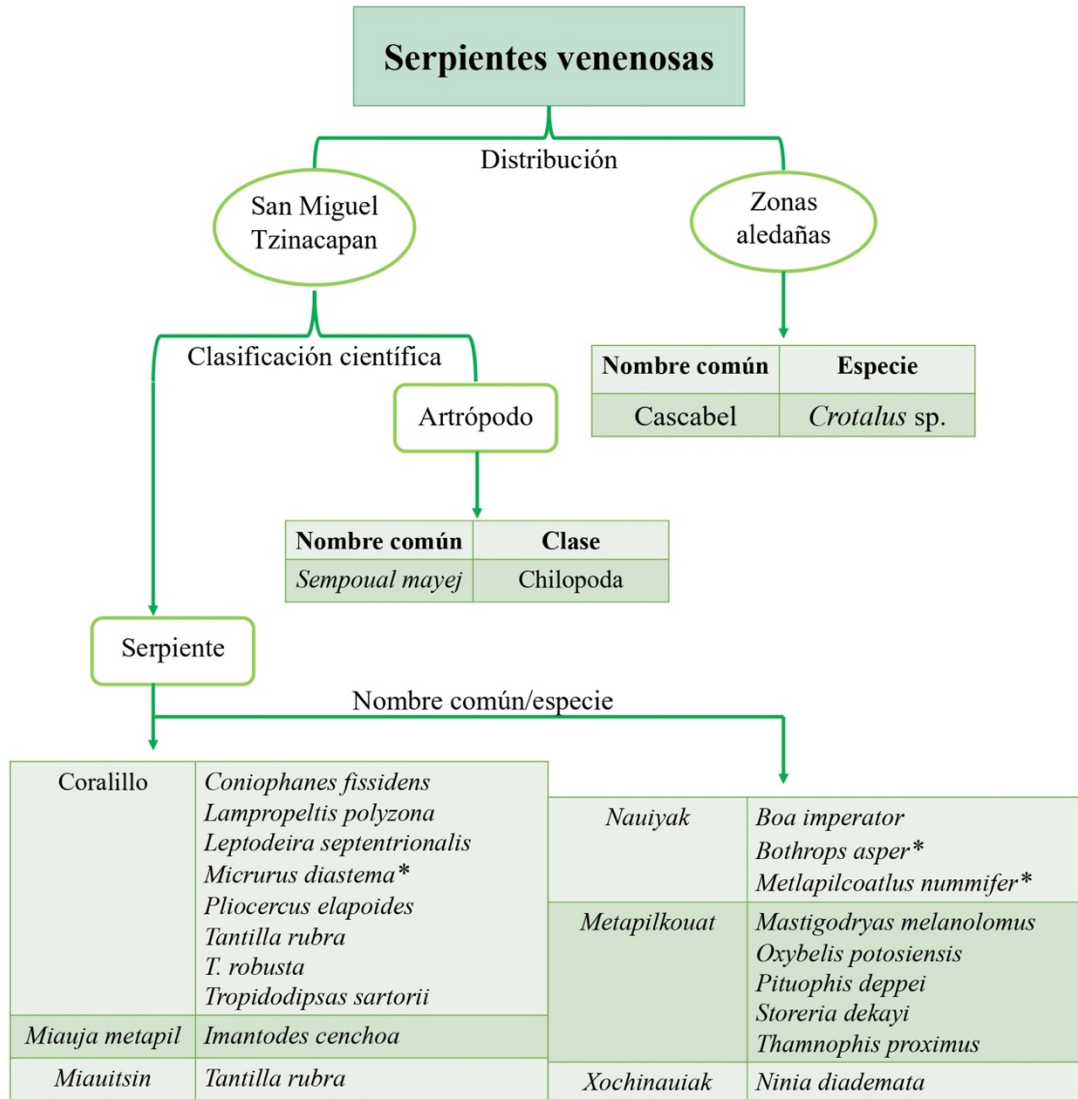 Serpientes venenosas
Distribución
San Miguel
Tzinacapan
Zonas
aledañas
Clasificación científica
Nombre común Especie
Cascabel Crotalus sp.
Artrópodo
Nombre común Clase
Sempoual mayej Chilopoda
Serpiente
Nombre común/especie
Coralillo Coniophanes fissidens
Lampropeltis polyzona
Leptodeira septentrionalis
Micrurus diastema*
Pliocercus elapoides
Tantilla rubra
T. robusta
Tropidodipsas sartorii
Miauja metapil Imantodes cenchoa
Miauitsin Tantilla rubra
Nauiyak Boa imperator
Bothrops asper*
Metlapilcoatlus nummifer*
Metapilkouat Mastigodryas melanolomus
Oxybelis potosiensis
Pituophis deppei
Storeria dekayi
Thamnophis proximus
Xochinauiak Ninia diademata